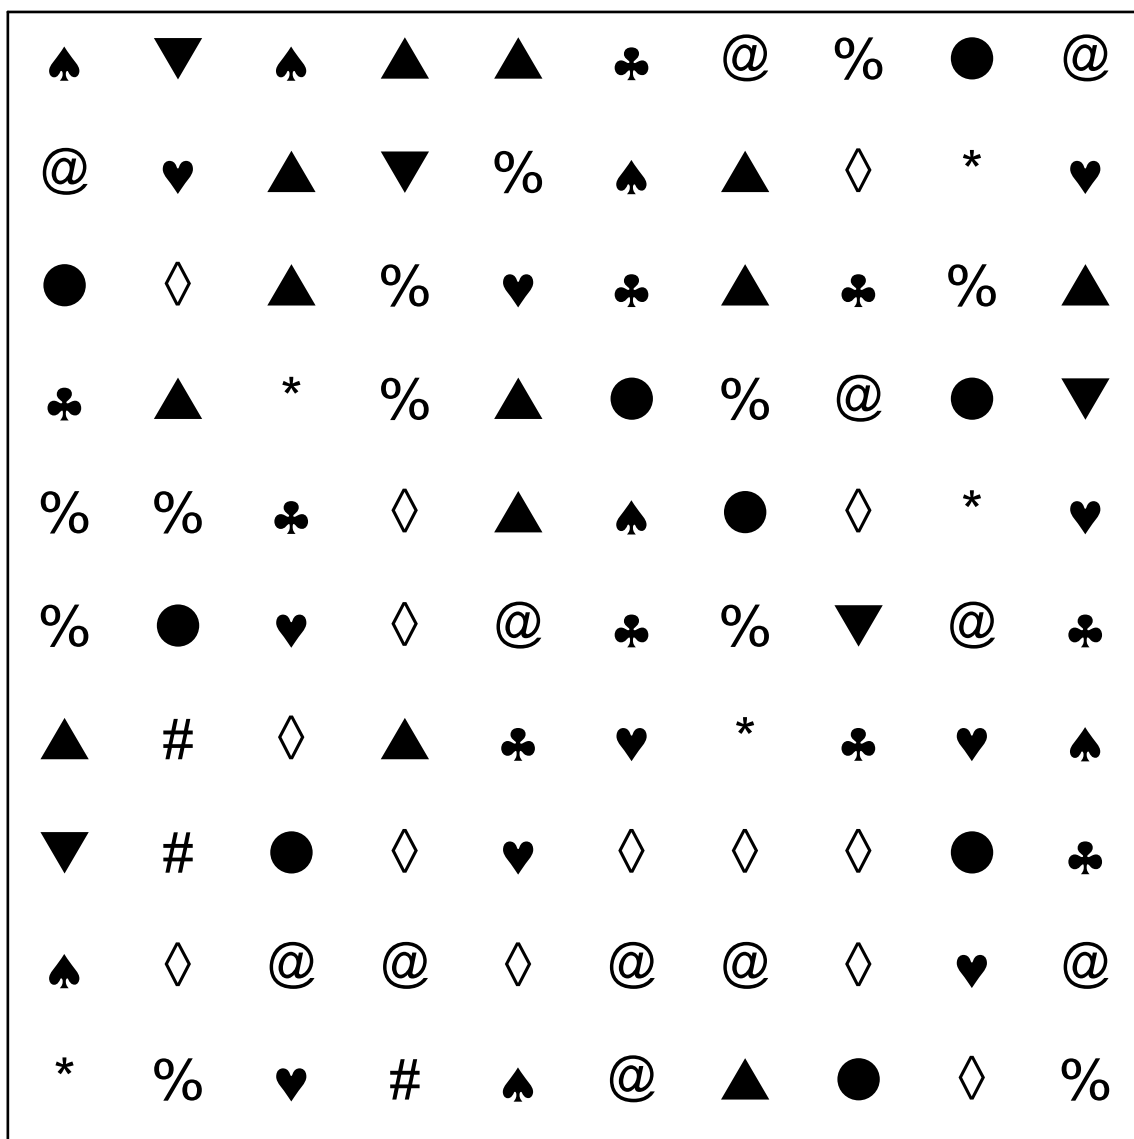 ♠ ▼ ♠ ▲ ▲ ♣ @ % ● @
@ ♥ ▲ ▼ % ♠ ▲ ◊ * ♥
● ◊ ▲ % ♥ ♣ ▲ ♣ % ▲
♣ ▲ * % ▲ ● % @ ● ▼
% % ♣ ◊ ▲ ♠ ● ◊ * ♥
% ● ♥ ◊ @ ♣ % ▼ @ ♣
▲ # ◊ ▲ ♣ ♥ * ♣ ♥ ♠
▼ # ● ◊ ♥ ◊ ◊ ◊ ● ♣
♠ ◊ @ @ ◊ @ @ ◊ ♥ @
* % ♥ # ♠ @ ▲ ● ◊ %